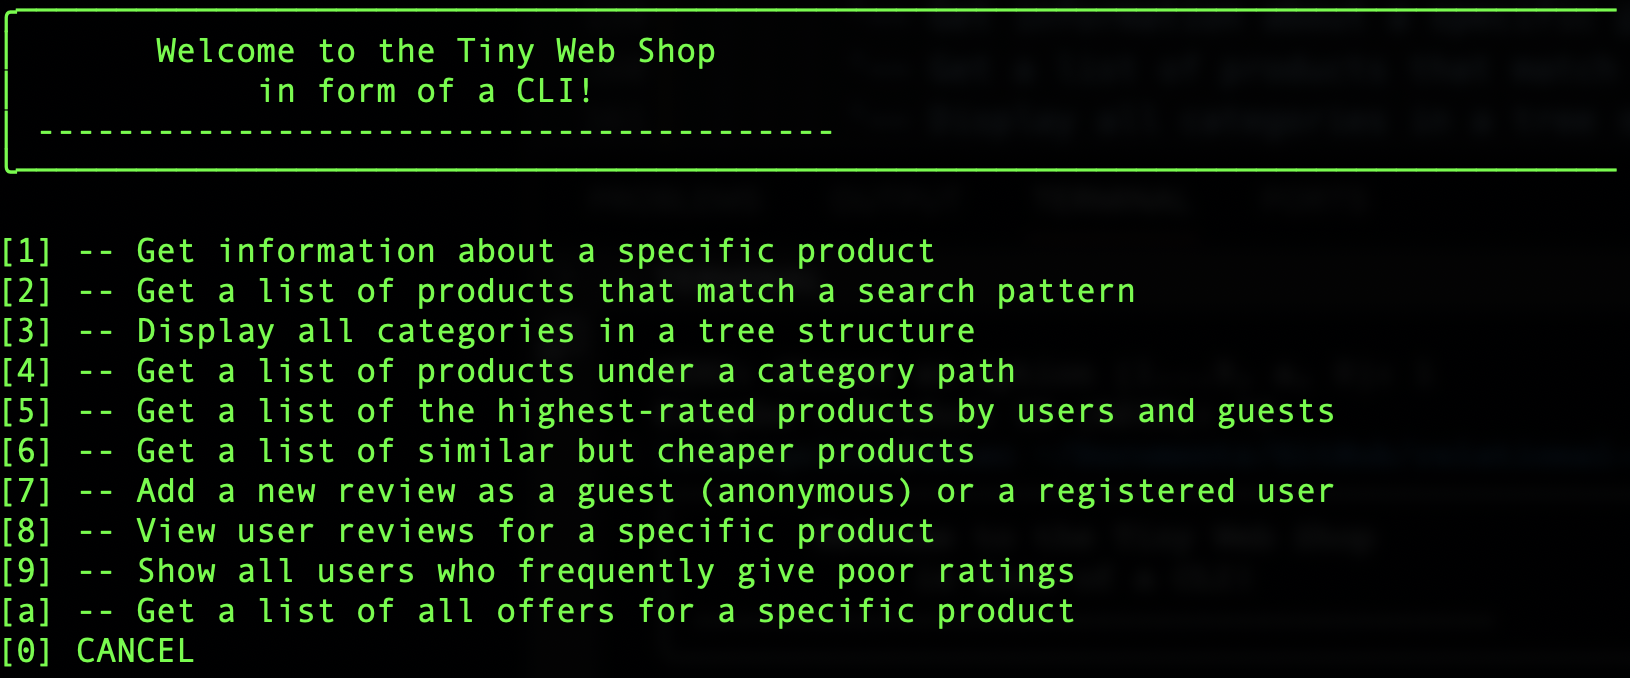 Welcome to the Tiny Web Shop
in form of a CLI!
----------------------------------------
[1] -- Get information about a specific product
[2] -- Get a list of products that match a search pattern
[3] -- Display all categories in a tree structure
[4] -- Get a list of products under a category path
[5] -- Get a list of the highest-rated products by users and guests
[6] -- Get a list of similar but cheaper products
[7] -- Add a new review as a guest (anonymous) or a registered user
[8] -- View user reviews for a specific product
[9] -- Show all users who frequently give poor ratings
[a] -- Get a list of all offers for a specific product
[0] CANCEL